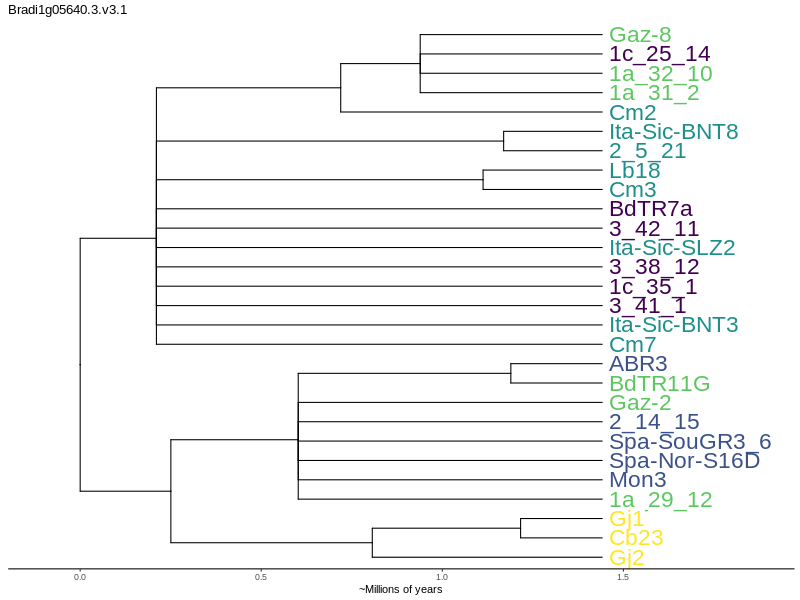 Bradi1g05640.3.v3.1
Gaz-8
1c_25_14
1a_32_10
1a_31_2
Cm2
Ita-Sic-BNT8
2_5_21
Lb18
Cm3
BdTR7a
3_42_11
Ita-Sic-SLZ2
3_38_12
1c_35_1
3_41_1
Ita-Sic-BNT3
Cm7
ABR3
BdTR11G
Gaz-2
2_14_15
Spa-SouGR3_6
Spa-Nor-S16D
Mon3
1a_29_12
Gj1
Cb23
Gj2
0.0 0.5 1.0 1.5
~Millions of years